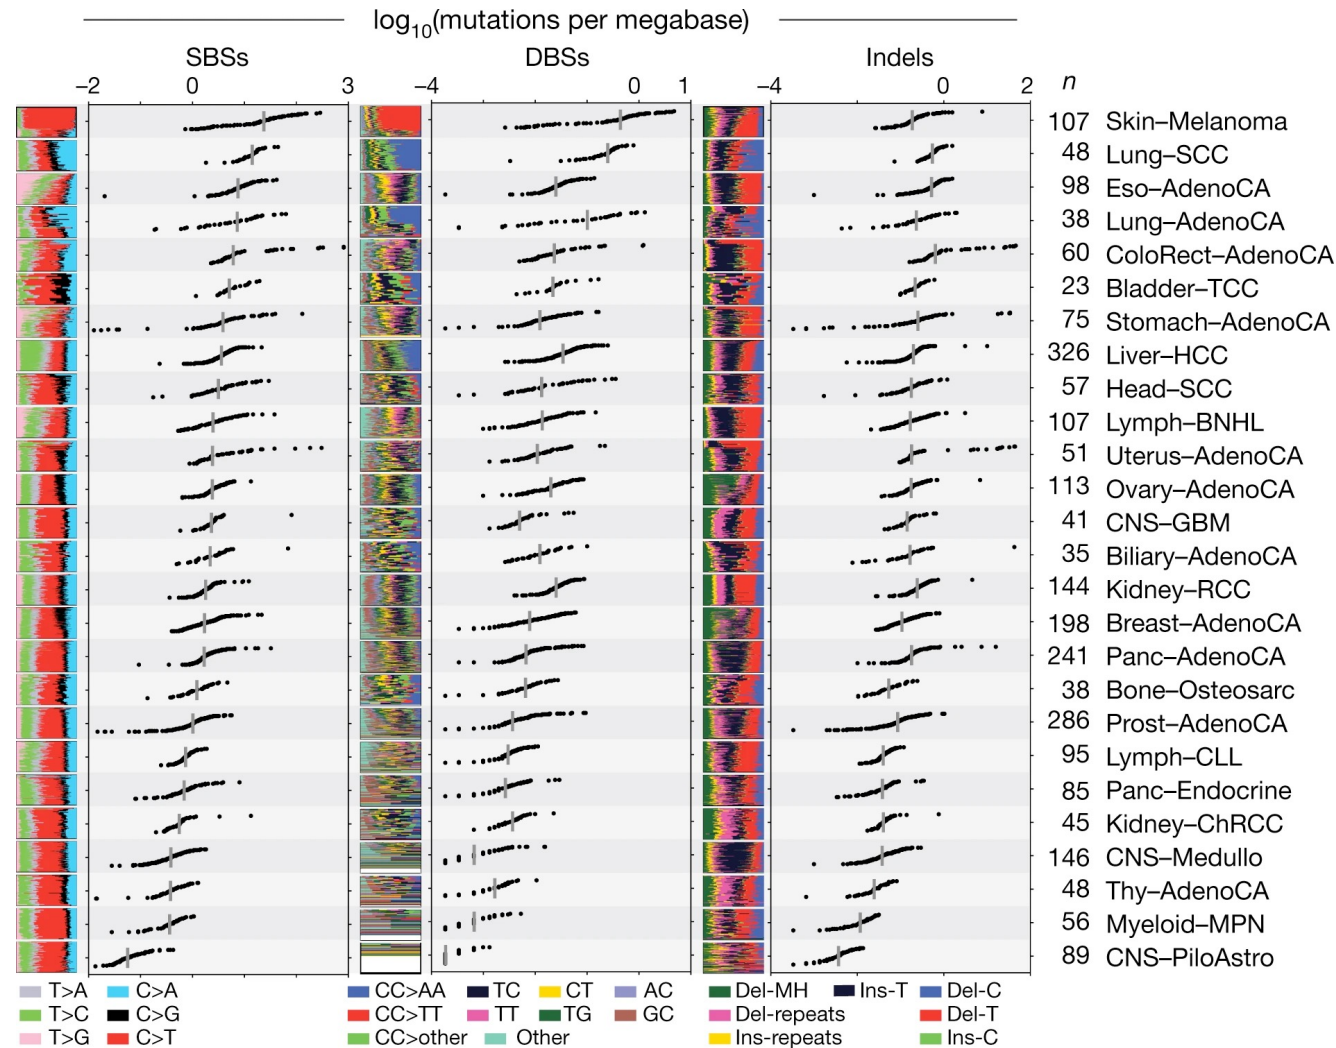 log10(mutations per megabase)
SBSs DBSs Indels
−2 0 3 −4 0 1 −4 0 2 n
107 Skin–Melanoma
48 Lung–SCC
98 Eso–AdenoCA
38 Lung–AdenoCA
60 ColoRect–AdenoCA
23 Bladder–TCC
75 Stomach–AdenoCA
326 Liver–HCC
57 Head–SCC
107 Lymph–BNHL
51 Uterus–AdenoCA
113 Ovary–AdenoCA
41 CNS–GBM
35 Biliary–AdenoCA
144 Kidney–RCC
198 Breast–AdenoCA
241 Panc–AdenoCA
38 Bone–Osteosarc
286 Prost–AdenoCA
95 Lymph–CLL
85 Panc–Endocrine
45 Kidney–ChRCC
146 CNS–Medullo
48 Thy–AdenoCA
56 Myeloid–MPN
89 CNS–PiloAstro
T>A C>A CC>AA TC CT AC Del-MH Ins-T Del-C
T>C C>G CC>TT TT TG GC Del-repeats Del-T
T>G C>T CC>other Other Ins-repeats Ins-C